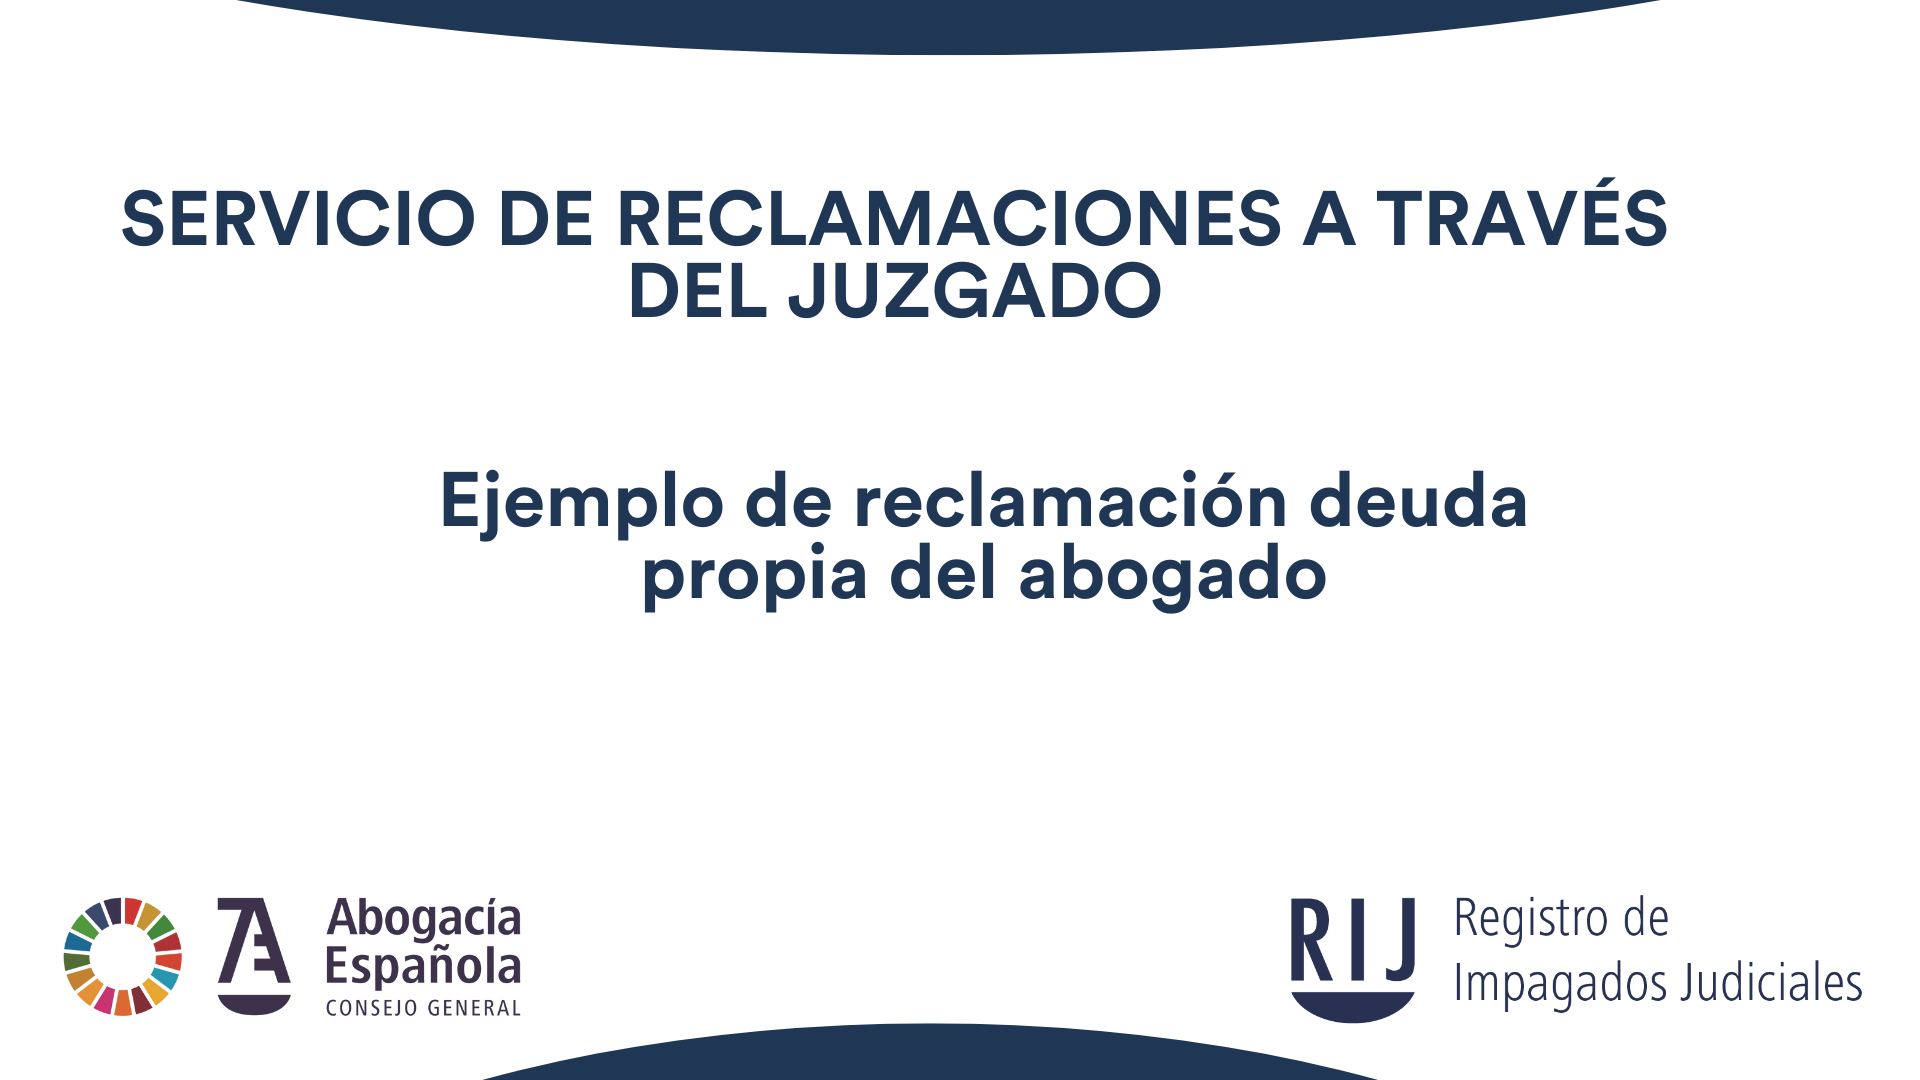 SERVICIO DE RECLAMACIONES A TRAVÉS
DEL JUZGADO
Ejemplo de reclamación deuda
propia del abogado
Abogacía
Española
CONSEJO GENERAL
RIJ
Registro de
Impagados Judiciales